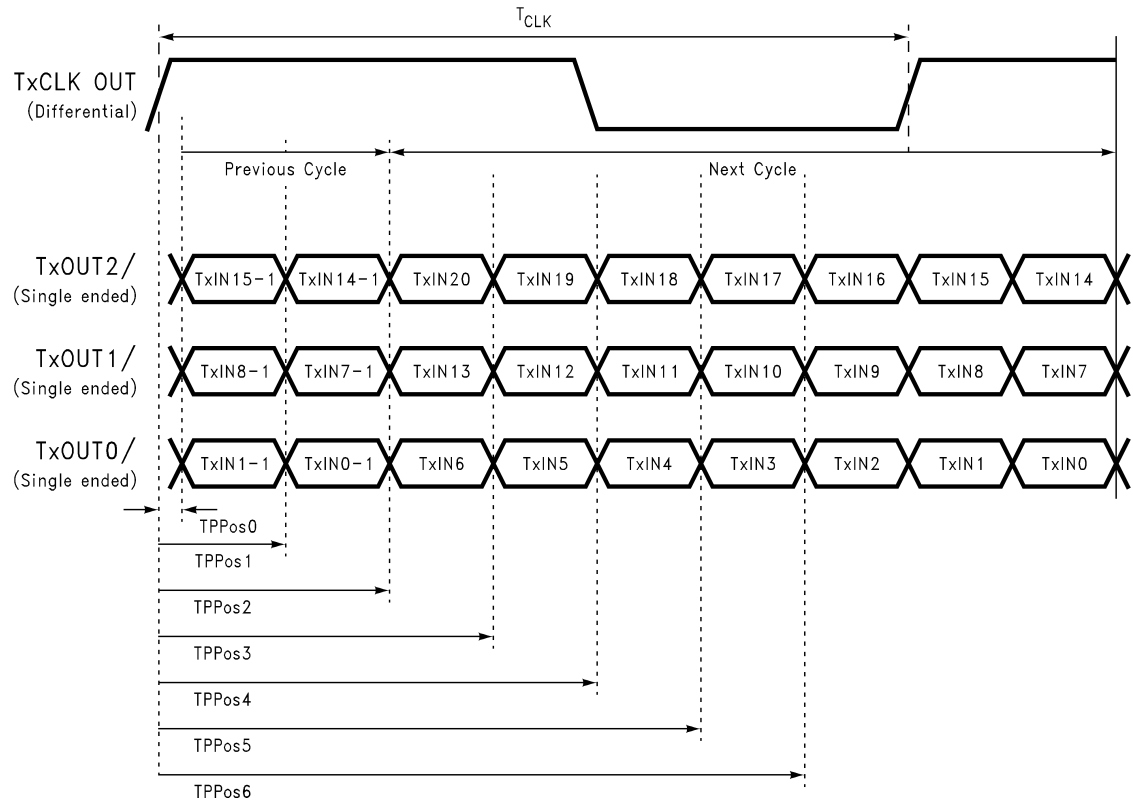 TCLK
TxCLK OUT
(Differential)
Previous Cycle
Next Cycle
TxOUT2/
(Single ended)
TxIN15-1 TxIN14-1 TxIN20 TxIN19 TxIN18 TxIN17 TxIN16 TxIN15 TxIN14
TxOUT1/
(Single ended)
TxIN8-1 TxIN7-1 TxIN13 TxIN12 TxIN11 TxIN10 TxIN9 TxIN8 TxIN7
TxOUT0/
(Single ended)
TxIN1-1 TxIN0-1 TxIN6 TxIN5 TxIN4 TxIN3 TxIN2 TxIN1 TxIN0
TPPos0
TPPos1
TPPos2
TPPos3
TPPos4
TPPos5
TPPos6